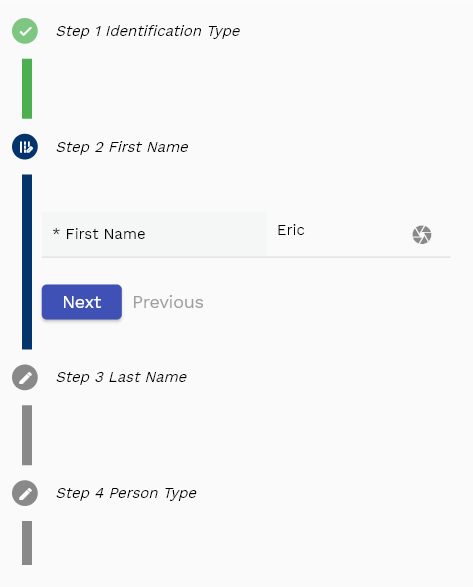 Step 1 Identification Type
Step 2 First Name
* First Name
Eric
Next Previous
Step 3 Last Name
Step 4 Person Type